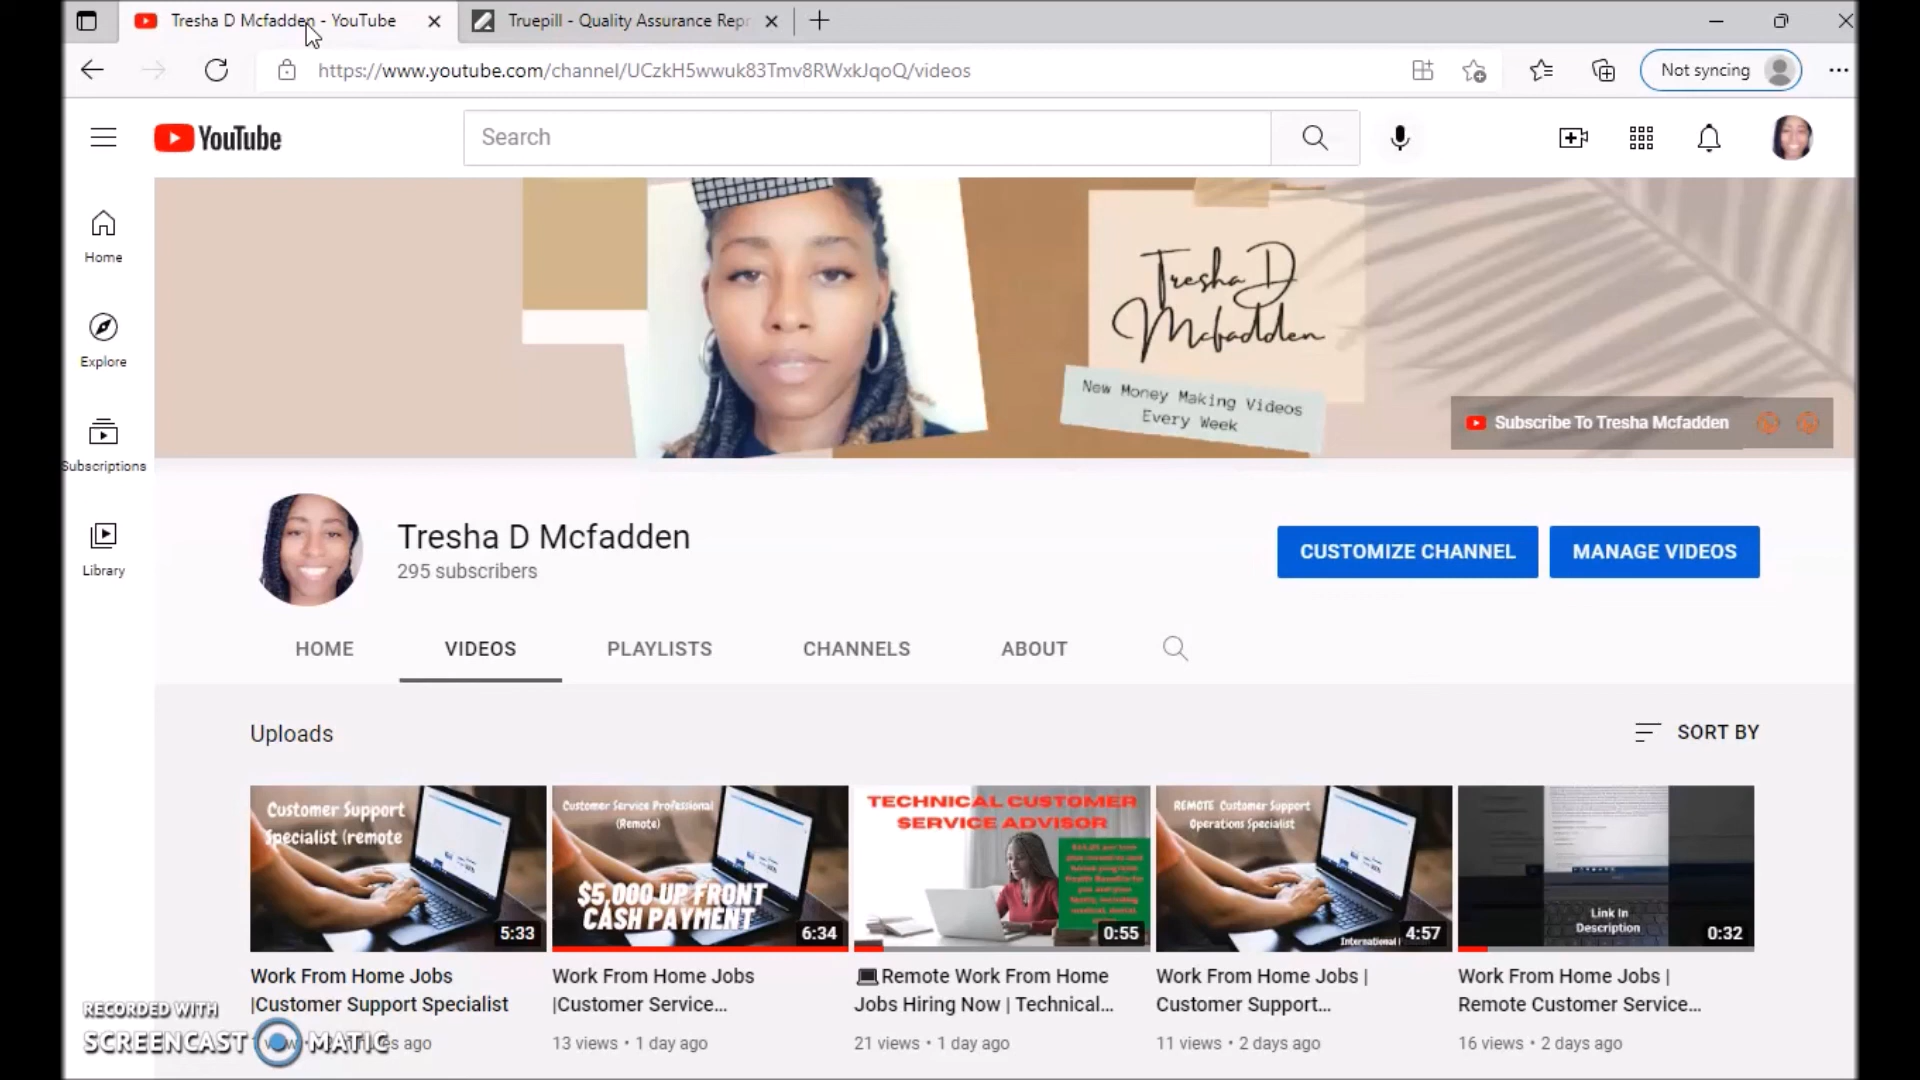 Tresha D Mcfadden - YouTube
Truepill - Quality Assurance Repr
https://www.youtube.com/channel/UCzkH5wwuk83Tmv8RWxkJqoQ/videos
Not syncing
YouTube
Search
Home
Explore
Subscriptions
Library
Tresha D
Mcfadden
New Money Making Videos
Every Week
Subscribe To Tresha Mcfadden
Tresha D Mcfadden
295 subscribers
CUSTOMIZE CHANNEL
MANAGE VIDEOS
HOME
VIDEOS
PLAYLISTS
CHANNELS
ABOUT
Uploads
SORT BY
Customer Support
Specialist (remote
5:33
Work From Home Jobs
|Customer Support Specialist
Customer Service Professional
(Remote)
$5,000 UP FRONT
CASH PAYMENT
6:34
Work From Home Jobs
|Customer Service...
13 views • 1 day ago
TECHNICAL CUSTOMER
SERVICE ADVISOR
0:55
Remote Work From Home
Jobs Hiring Now | Technical...
21 views • 1 day ago
REMOTE Customer Support
Operations Specialist
International
4:57
Work From Home Jobs |
Customer Support...
11 views • 2 days ago
Link In
Description
0:32
Work From Home Jobs |
Remote Customer Service...
16 views • 2 days ago
RECORDED WITH
SCREENCAST MATIC
ago